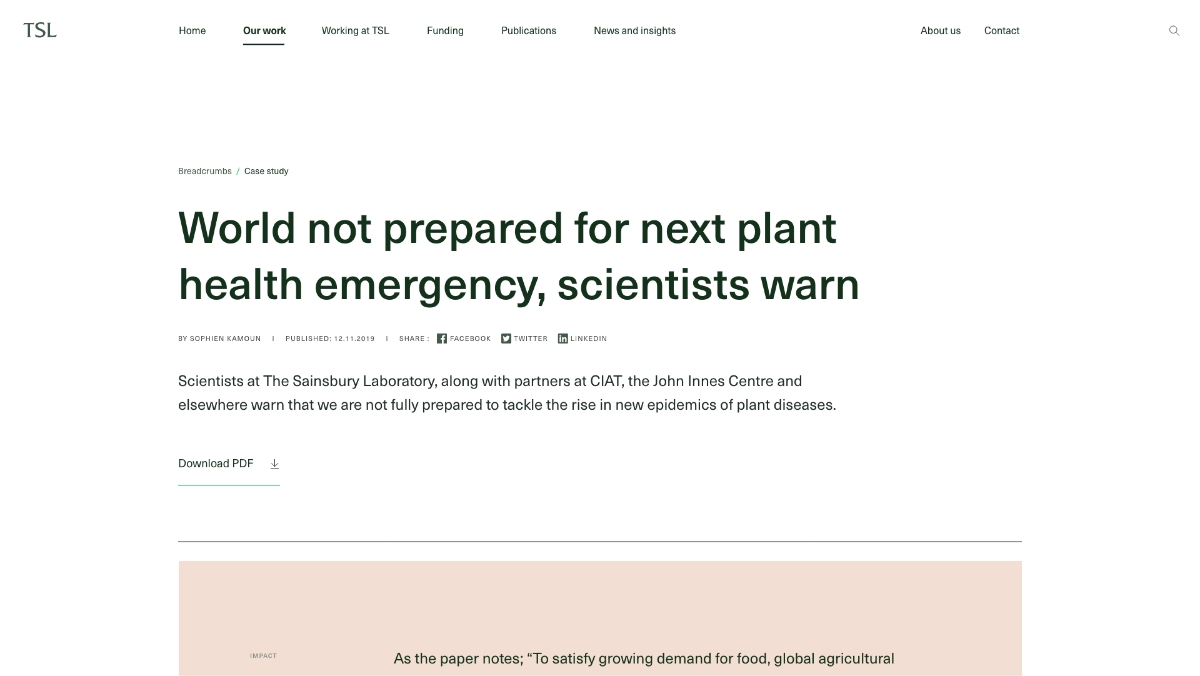 TSL
Home Our work Working at TSL Funding Publications News and insights About us Contact
Breadcrumbs / Case study
World not prepared for next plant
health emergency, scientists warn
BY SOPHIEN KAMOUN | PUBLISHED: 12.11.2019 | SHARE : FACEBOOK TWITTER LINKEDIN
Scientists at The Sainsbury Laboratory, along with partners at CIAT, the John Innes Centre and
elsewhere warn that we are not fully prepared to tackle the rise in new epidemics of plant diseases.
Download PDF
IMPACT
As the paper notes; “To satisfy growing demand for food, global agricultural